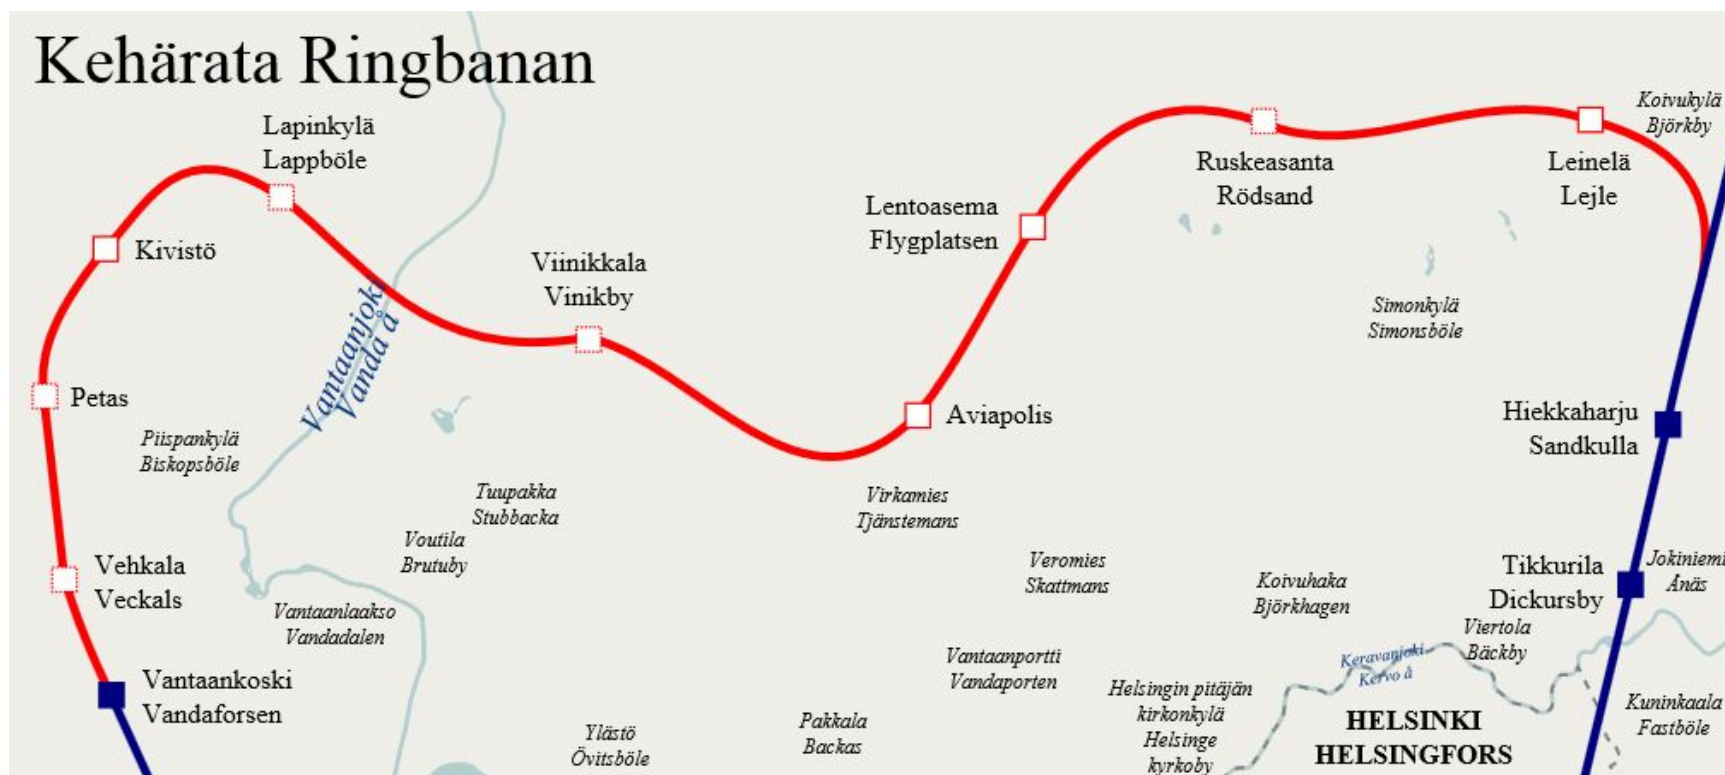 Kehärata Ringbanan
Lapinkylä
Lappböle
Kivistö
Viinikkala
Vinikby
Lentoasema
Flygplatsen
Ruskeasanta
Rödsand
Leinelä
Lejle
Koivukylä
Björkby
Vantaanjoki
Vanda å
Simonkylä
Simonsböle
Petas
Piispankylä
Biskopsböle
Aviapolis
Hiekkaharju
Sandkulla
Tuupakka
Stubbacka
Virkamies
Tjänstemans
Voutila
Brutuby
Vehkala
Veckals
Veromies
Skattmans
Koivuhaka
Björkhagen
Tikkurila
Dickursby
Jokiniemi
Ånäs
Vantaanlaakso
Vandadalen
Viertola
Bäckby
Vantaankoski
Vandaforsen
Vantaanportti
Vandaporten
Keravanjoki
Kervo å
Helsingin pitäjän
kirkonkylä
Helsinge
kyrkoby
HELSINKI
HELSINGFORS
Kuninkaala
Fastböle
Ylästö
Övitsböle
Pakkala
Backas